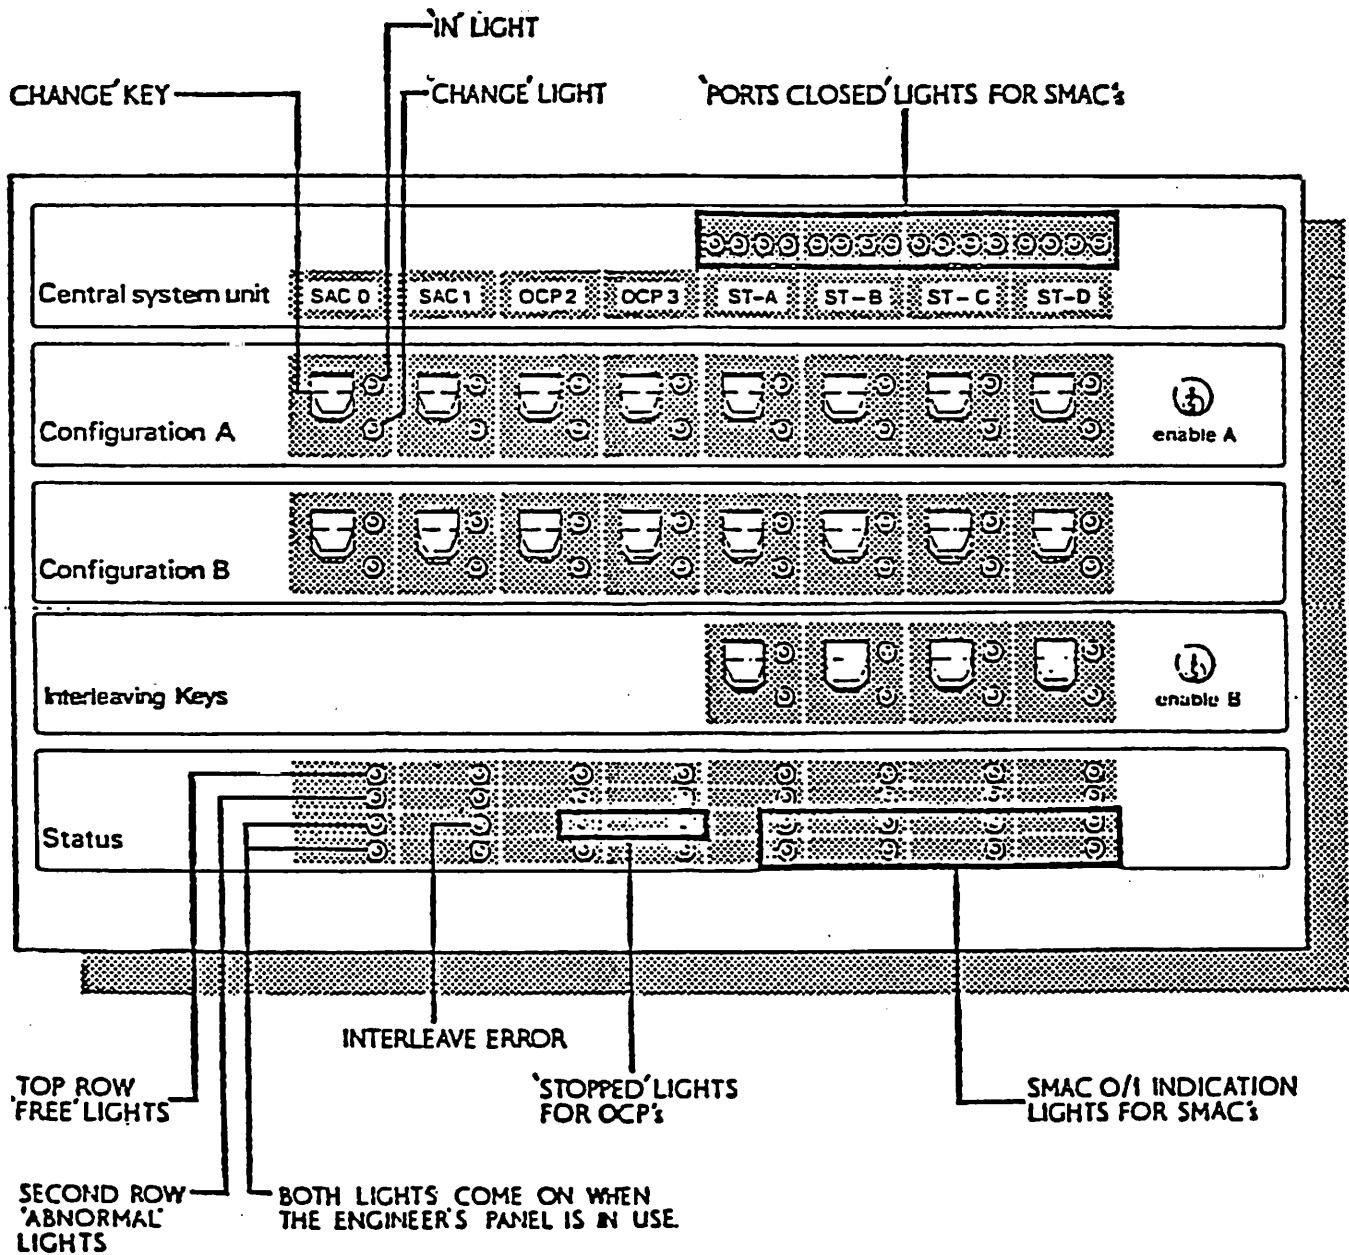 'IN' LIGHT
CHANGE' KEY
'CHANGE' LIGHT
'PORTS CLOSED' LIGHTS FOR SMAC's
Central system unit
SAC 0
SAC 1
OCP 2
OCP 3
ST-A
ST-B
ST-C
ST-D
Configuration A
enable A
Configuration B
Interleaving Keys
enable B
Status
INTERLEAVE ERROR
TOP ROW
'FREE' LIGHTS
'STOPPED' LIGHTS
FOR OCP's
SMAC 0/1 INDICATION
LIGHTS FOR SMAC's
SECOND ROW
'ABNORMAL'
LIGHTS
BOTH LIGHTS COME ON WHEN
THE ENGINEER'S PANEL IS IN USE.